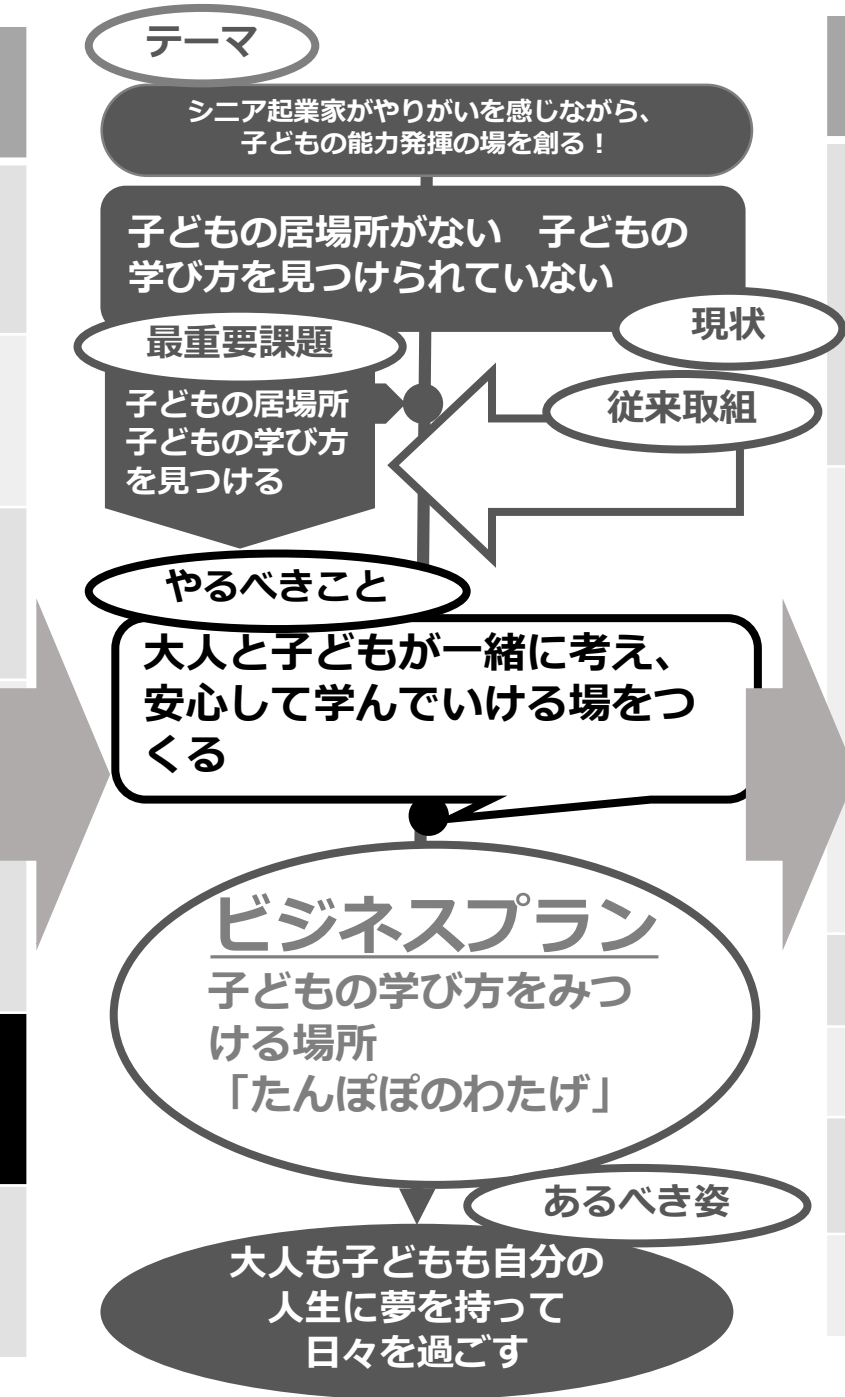 テーマ
シニア起業家がやりがいを感じながら、
子どもの能力発揮の場を創る！
子どもの居場所がない　子どもの
学び方を見つけられていない
現状
最重要課題
子どもの居場所
子どもの学び方
を見つける
従来取組
やるべきこと
大人と子どもが一緒に考え、
安心して学んでいける場をつ
くる
ビジネスプラン
子どもの学び方をみつ
ける場所
「たんぽぽのわたげ」
あるべき姿
大人も子どもも自分の
人生に夢を持って
日々を過ごす